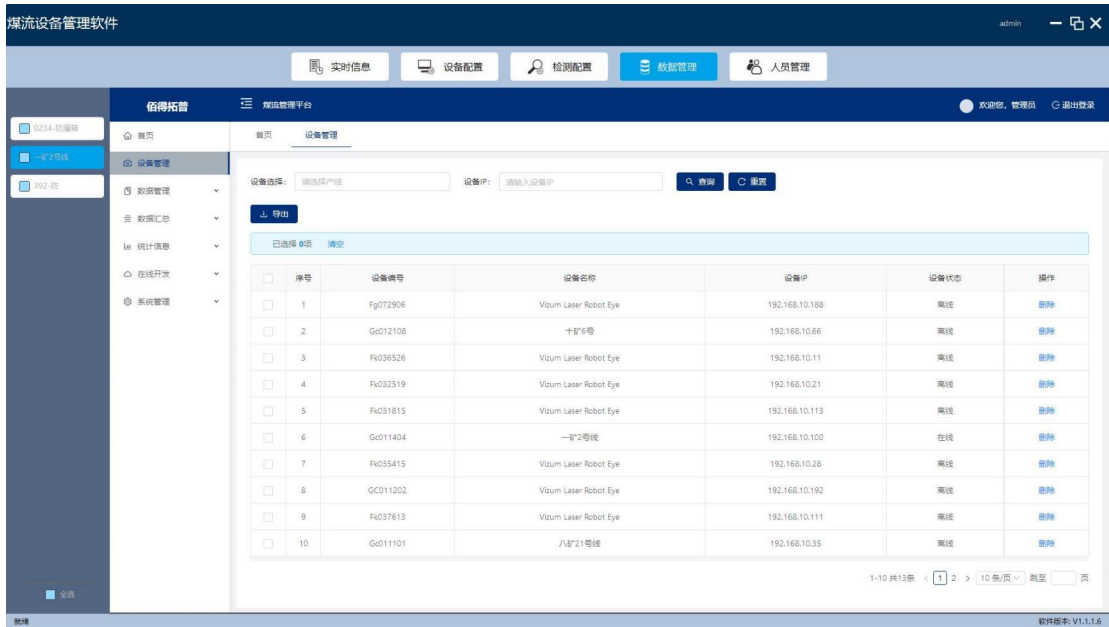 煤流设备管理软件 admin
实时信息 设备配置 检测配置 数据管理 人员管理
佰得拓普 煤流管理平台 欢迎您，管理员 退出登录
0234-防爆箱
一矿2号线
392-防
首页
设备管理
数据管理
数据汇总
统计信息
在线开发
系统管理
首页 设备管理
设备选择： 请选择产线 设备IP： 请输入设备IP 查询 重置
导出
已选择 0项 清空
序号 设备编号 设备名称 设备IP 设备状态 操作
1 Fg072906 Vizum Laser Robot Eye 192.168.10.188 离线 删除
2 Gc012108 十矿6号 192.168.10.66 离线 删除
3 Fk036526 Vizum Laser Robot Eye 192.168.10.11 离线 删除
4 Fk032519 Vizum Laser Robot Eye 192.168.10.21 离线 删除
5 Fk031815 Vizum Laser Robot Eye 192.168.10.113 离线 删除
6 Gc011404 一矿2号线 192.168.10.100 在线 删除
7 Fk035415 Vizum Laser Robot Eye 192.168.10.28 离线 删除
8 GC011202 Vizum Laser Robot Eye 192.168.10.192 离线 删除
9 Fk037613 Vizum Laser Robot Eye 192.168.10.111 离线 删除
10 Gc011101 八矿21号线 192.168.10.35 离线 删除
1-10 共13条 < 1 2 > 10 条/页 跳至 页
全选
就绪 软件版本: V1.1.1.6